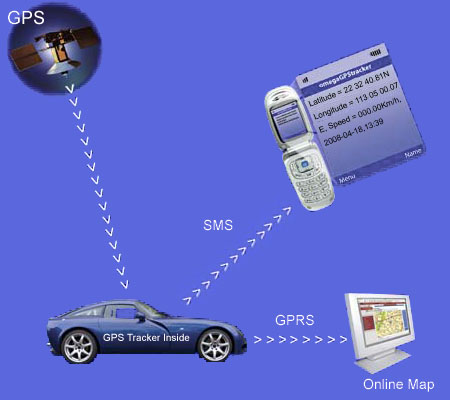 GPS
omegaGPStracker
Latitude = 22 32 40.81N
Longitude = 113 05 00.07
E, Speed = 000.00Km/h,
2008-04-18,13:39
Menu
Name
SMS
GPS Tracker Inside
GPRS
Online Map